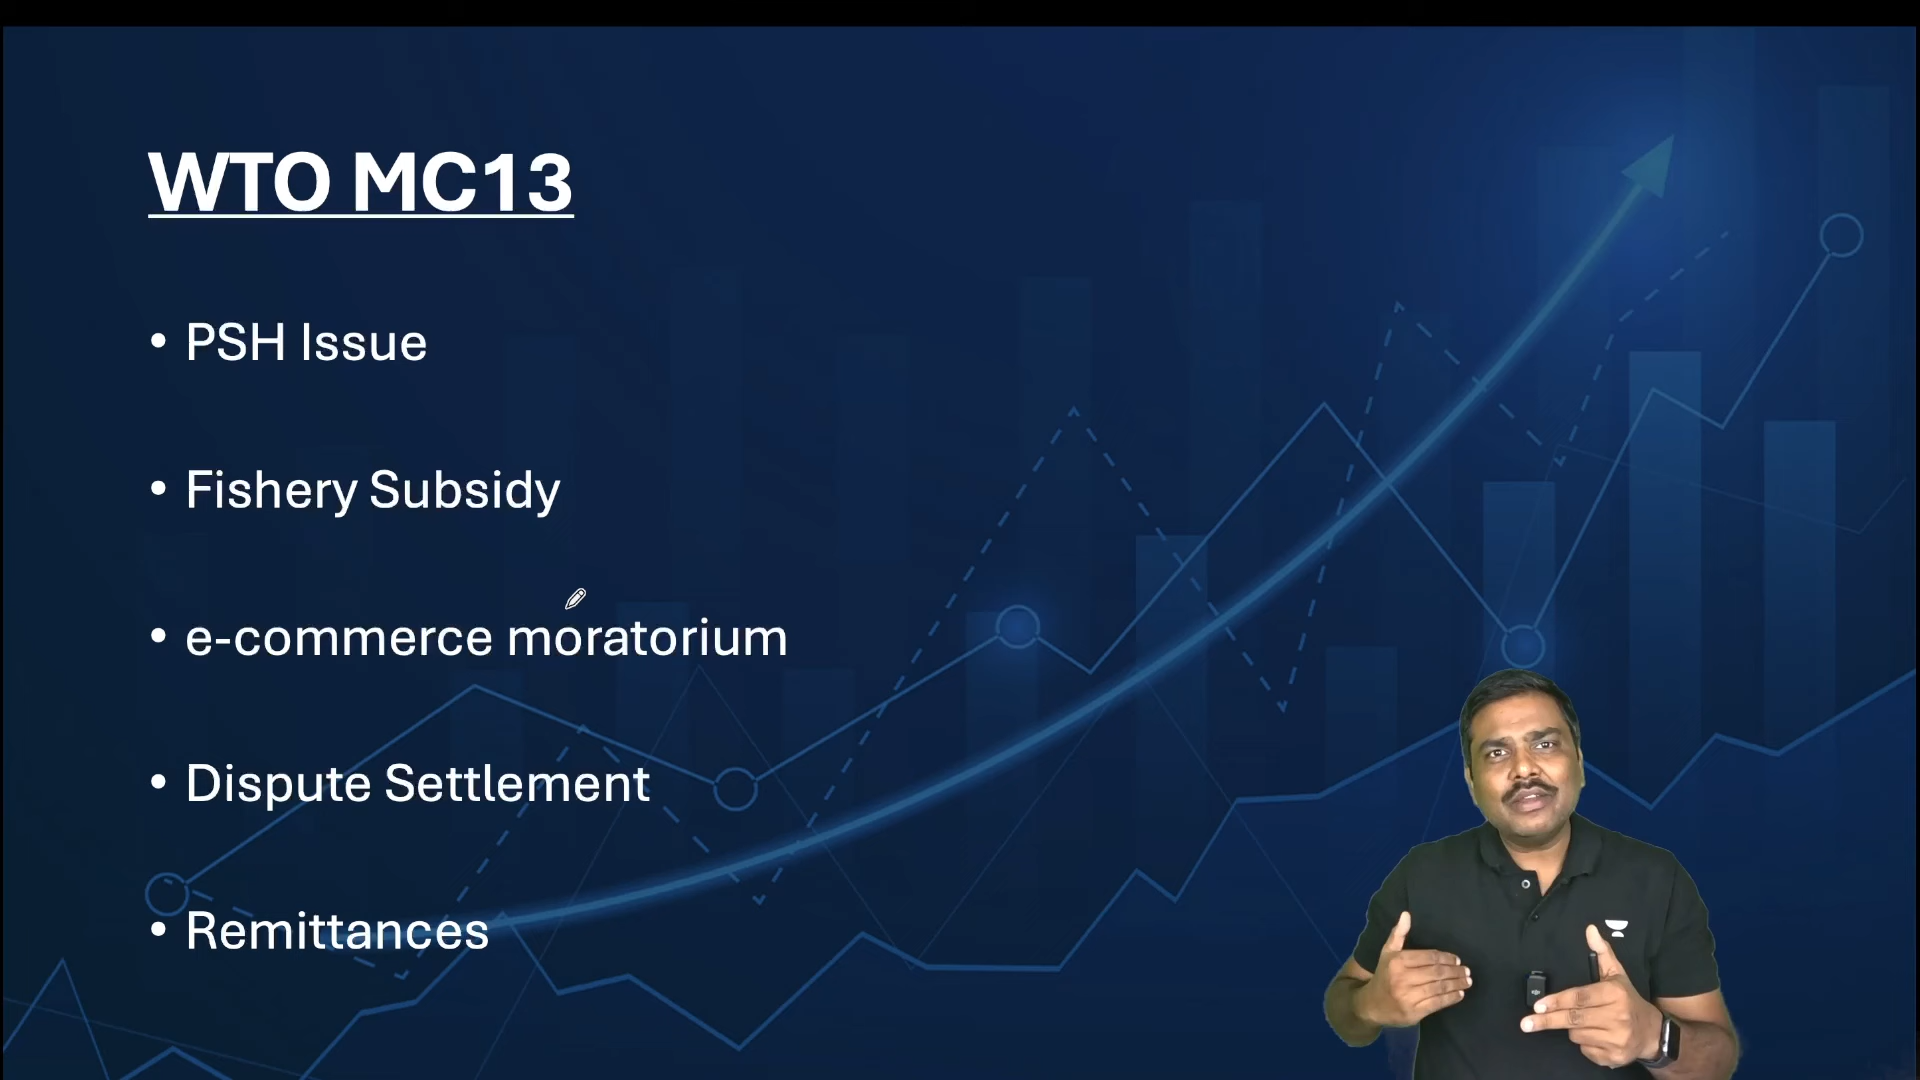 WTO MC13
• PSH Issue
• Fishery Subsidy
• e-commerce moratorium
• Dispute Settlement
• Remittances